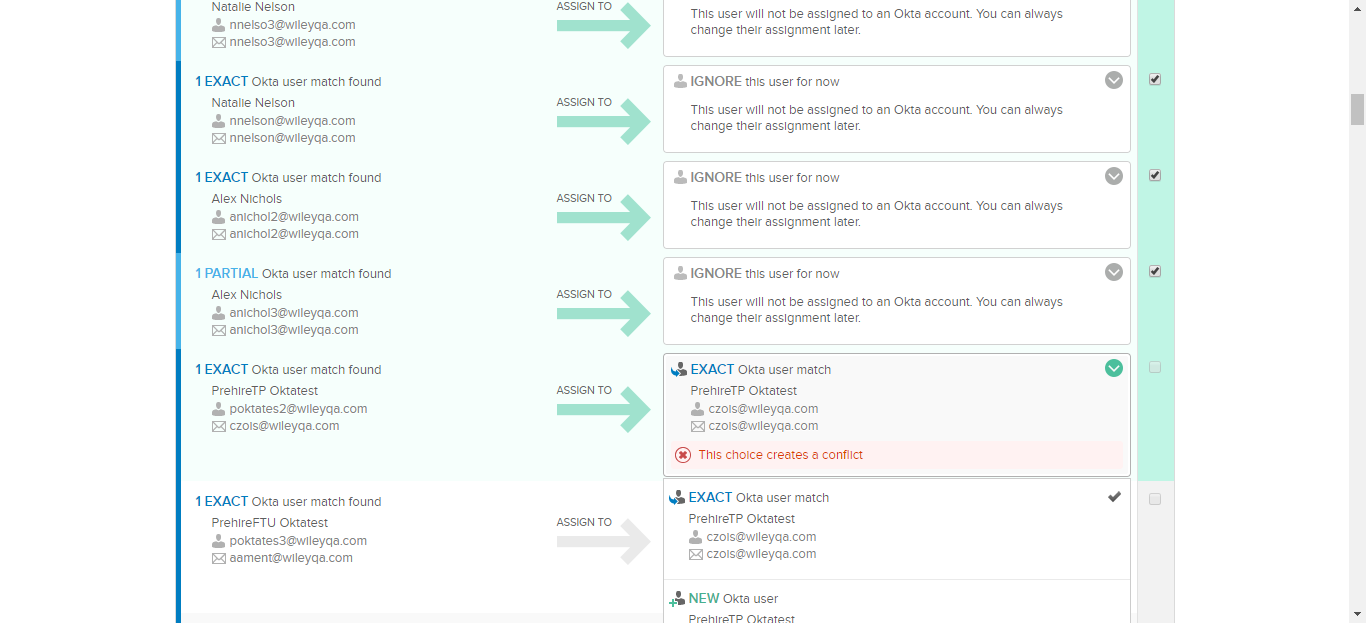 Natalie Nelson
nnelso3@wileyqa.com
nnelso3@wileyqa.com
ASSIGN TO
This user will not be assigned to an Okta account. You can always
change their assignment later.
1 EXACT Okta user match found
Natalie Nelson
nnelson@wileyqa.com
nnelson@wileyqa.com
ASSIGN TO
IGNORE this user for now
This user will not be assigned to an Okta account. You can always
change their assignment later.
1 EXACT Okta user match found
Alex Nichols
anichol2@wileyqa.com
anichol2@wileyqa.com
ASSIGN TO
IGNORE this user for now
This user will not be assigned to an Okta account. You can always
change their assignment later.
1 PARTIAL Okta user match found
Alex Nichols
anichol3@wileyqa.com
anichol3@wileyqa.com
ASSIGN TO
IGNORE this user for now
This user will not be assigned to an Okta account. You can always
change their assignment later.
1 EXACT Okta user match found
PrehireTP Oktatest
poktates2@wileyqa.com
czois@wileyqa.com
ASSIGN TO
EXACT Okta user match
PrehireTP Oktatest
czois@wileyqa.com
czois@wileyqa.com
This choice creates a conflict
1 EXACT Okta user match found
PrehireFTU Oktatest
poktates3@wileyqa.com
aament@wileyqa.com
ASSIGN TO
EXACT Okta user match
PrehireTP Oktatest
czois@wileyqa.com
czois@wileyqa.com
NEW Okta user
PrehireTP Oktatest